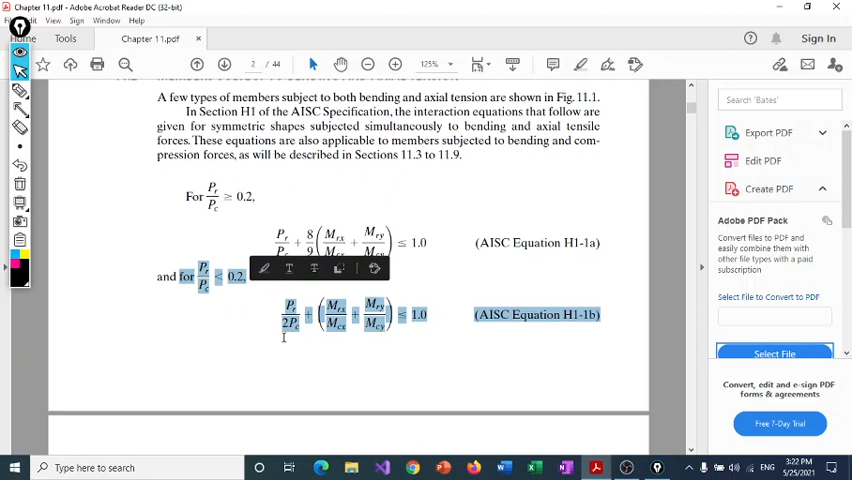 Chapter 11.pdf - Adobe Acrobat Reader DC (32-bit)
File Edit View Sign Window Help
Home Tools Chapter 11.pdf × Sign In
2 / 44 125%
A few types of members subject to both bending and axial tension are shown in Fig. 11.1.
In Section H1 of the AISC Specification, the interaction equations that follow are
given for symmetric shapes subjected simultaneously to bending and axial tensile
forces. These equations are also applicable to members subjected to bending and com-
pression forces, as will be described in Sections 11.3 to 11.9.
For Pr/Pc ≥ 0.2,
Pr/Pc + 8/9 (Mrx/Mcx + Mry/Mcy) ≤ 1.0 (AISC Equation H1-1a)
and for Pr/Pc < 0.2,
Pr/2Pc + (Mrx/Mcx + Mry/Mcy) ≤ 1.0 (AISC Equation H1-1b)
Search 'Bates'
Export PDF
Edit PDF
Create PDF
Adobe PDF Pack
Convert files to PDF and
easily combine them with
other file types with a paid
subscription
Select File to Convert to PDF
Select File
Convert, edit and e-sign PDF
forms & agreements
Free 7-Day Trial
Type here to search
ENG
3:22 PM
5/25/2021